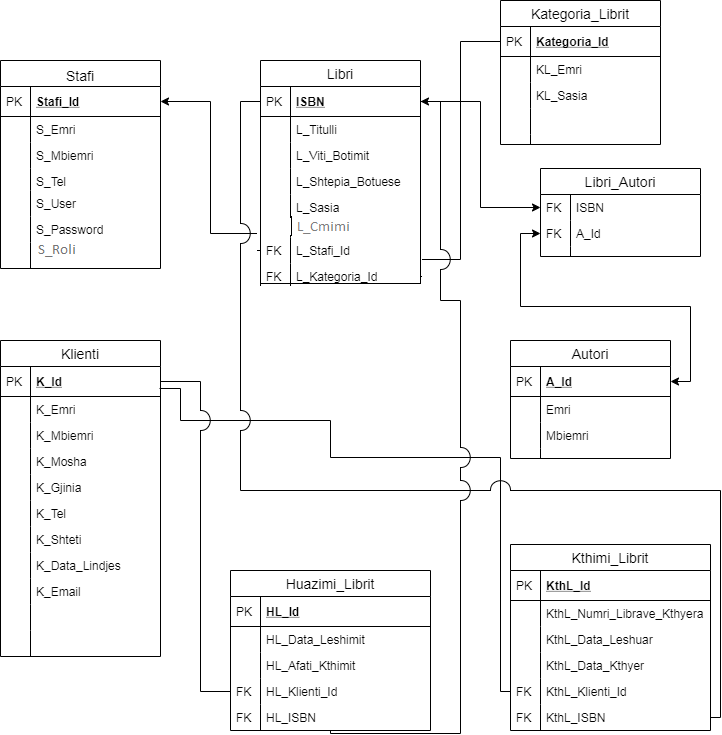 Kategoria_Librit
PK Kategoria_Id
KL_Emri
KL_Sasia
Stafi
PK Stafi_Id
S_Emri
S_Mbiemri
S_Tel
S_User
S_Password
S_Roli
Libri
PK ISBN
L_Titulli
L_Viti_Botimit
L_Shtepia_Botuese
L_Sasia
L_Cmimi
FK L_Stafi_Id
FK L_Kategoria_Id
Libri_Autori
FK ISBN
FK A_Id
Klienti
PK K_Id
K_Emri
K_Mbiemri
K_Mosha
K_Gjinia
K_Tel
K_Shteti
K_Data_Lindjes
K_Email
Autori
PK A_Id
Emri
Mbiemri
Huazimi_Librit
PK HL_Id
HL_Data_Leshimit
HL_Afati_Kthimit
FK HL_Klienti_Id
FK HL_ISBN
Kthimi_Librit
PK KthL_Id
KthL_Numri_Librave_Kthyera
KthL_Data_Leshuar
KthL_Data_Kthyer
FK KthL_Klienti_Id
FK KthL_ISBN